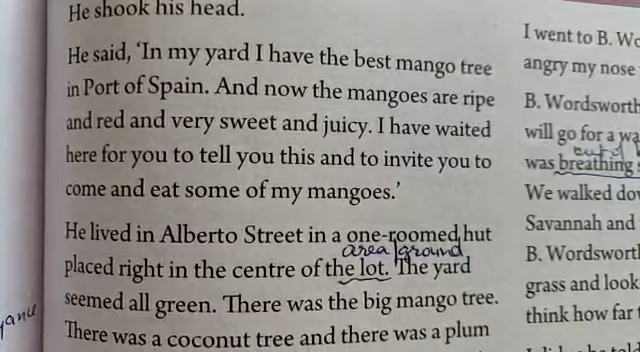 He shook his head.
He said, 'In my yard I have the best mango tree
in Port of Spain. And now the mangoes are ripe
and red and very sweet and juicy. I have waited
here for you to tell you this and to invite you to
come and eat some of my mangoes.'
He lived in Alberto Street in a one-roomed hut
area/ground
placed right in the centre of the lot. The yard
seemed all green. There was the big mango tree.
There was a coconut tree and there was a plum
I went to B. Wo
angry my nose
B. Wordsworth
will go for a wa
out of
was breathing
We walked dow
Savannah and
B. Wordsworth
grass and look
think how far